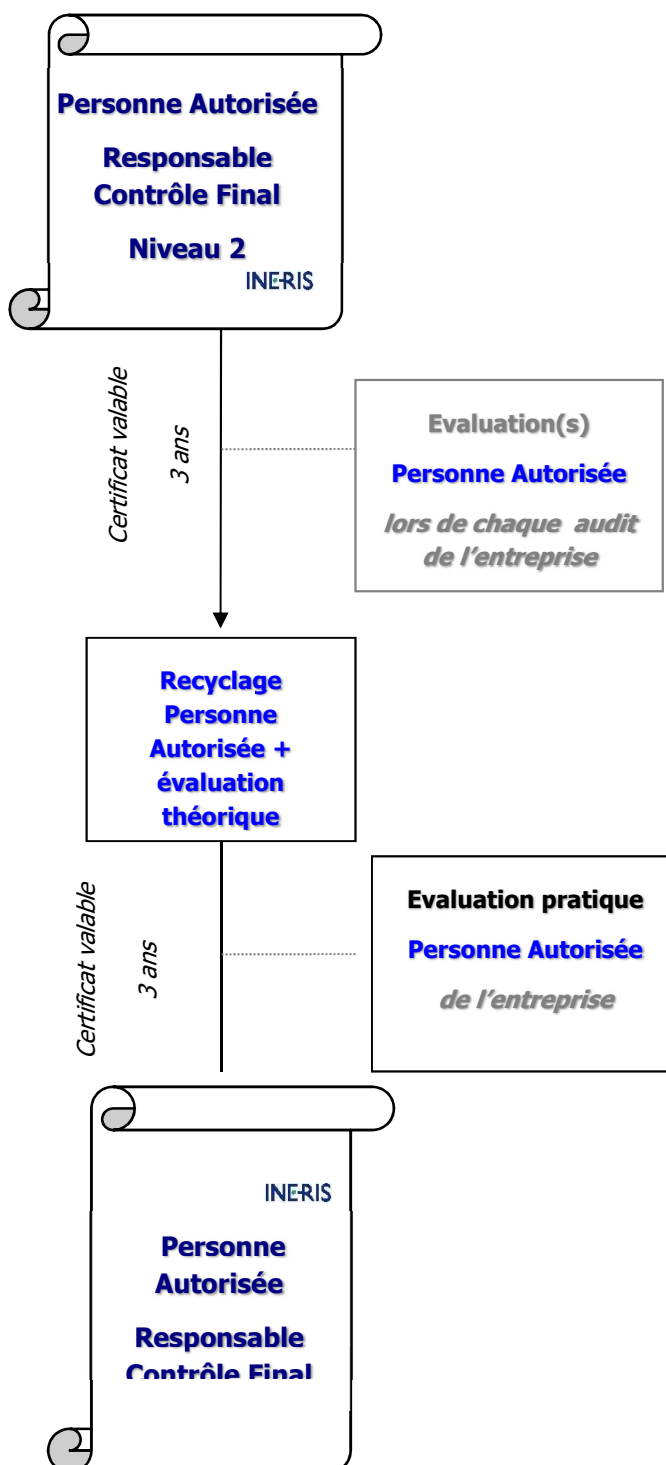 Personne Autorisée
Responsable
Contrôle Final
Niveau 2
INERIS
Certificat valable
3 ans
Evaluation(s)
Personne Autorisée
lors de chaque audit
de l’entreprise
Recyclage
Personne
Autorisée +
évaluation
théorique
Certificat valable
3 ans
Evaluation pratique
Personne Autorisée
de l’entreprise
INERIS
Personne
Autorisée
Responsable
Contrôle Final